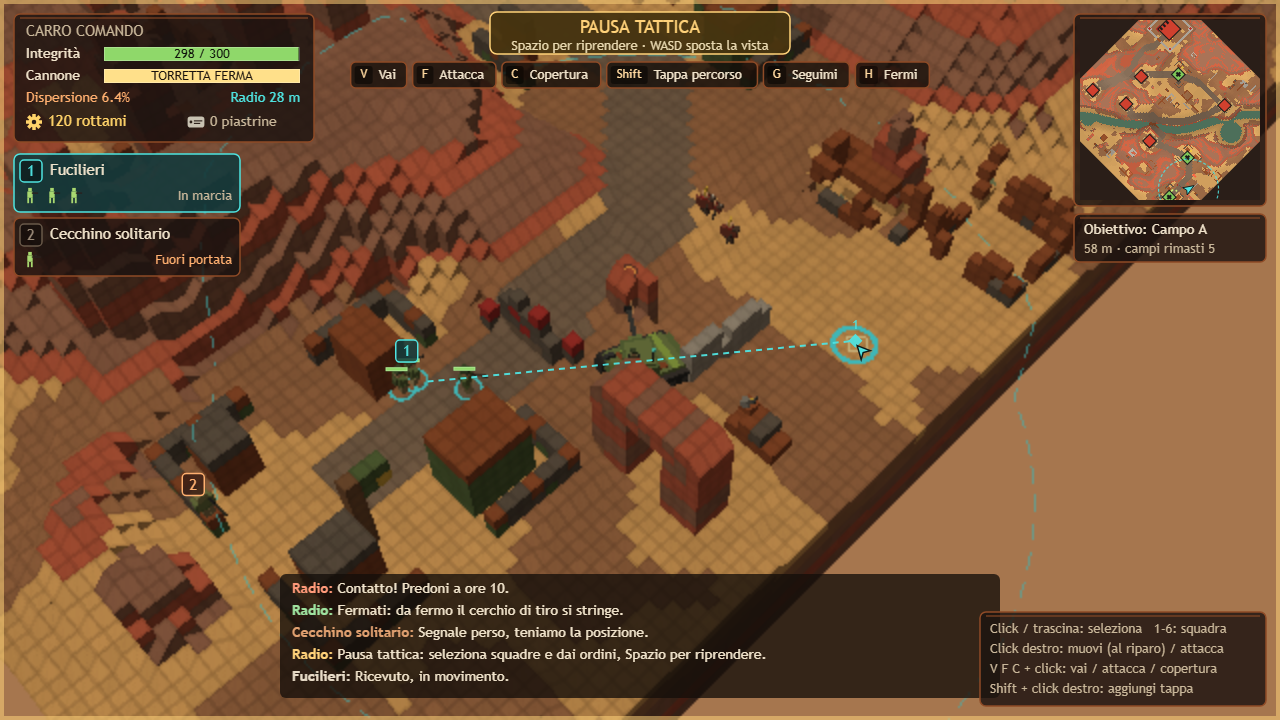 CARRO COMANDO
Integrità 298 / 300
Cannone TORRETTA FERMA
Dispersione 6.4% Radio 28 m
120 rottami 0 piastrine
1 Fucilieri
In marcia
2 Cecchino solitario
Fuori portata
PAUSA TATTICA
Spazio per riprendere · WASD sposta la vista
V Vai F Attacca C Copertura Shift Tappa percorso G Seguimi H Fermi
Obiettivo: Campo A
58 m · campi rimasti 5
1
1
2
Radio: Contatto! Predoni a ore 10.
Radio: Fermati: da fermo il cerchio di tiro si stringe.
Cecchino solitario: Segnale perso, teniamo la posizione.
Radio: Pausa tattica: seleziona squadre e dai ordini, Spazio per riprendere.
Fucilieri: Ricevuto, in movimento.
Click / trascina: seleziona 1-6: squadra
Click destro: muovi (al riparo) / attacca
V F C + click: vai / attacca / copertura
Shift + click destro: aggiungi tappa